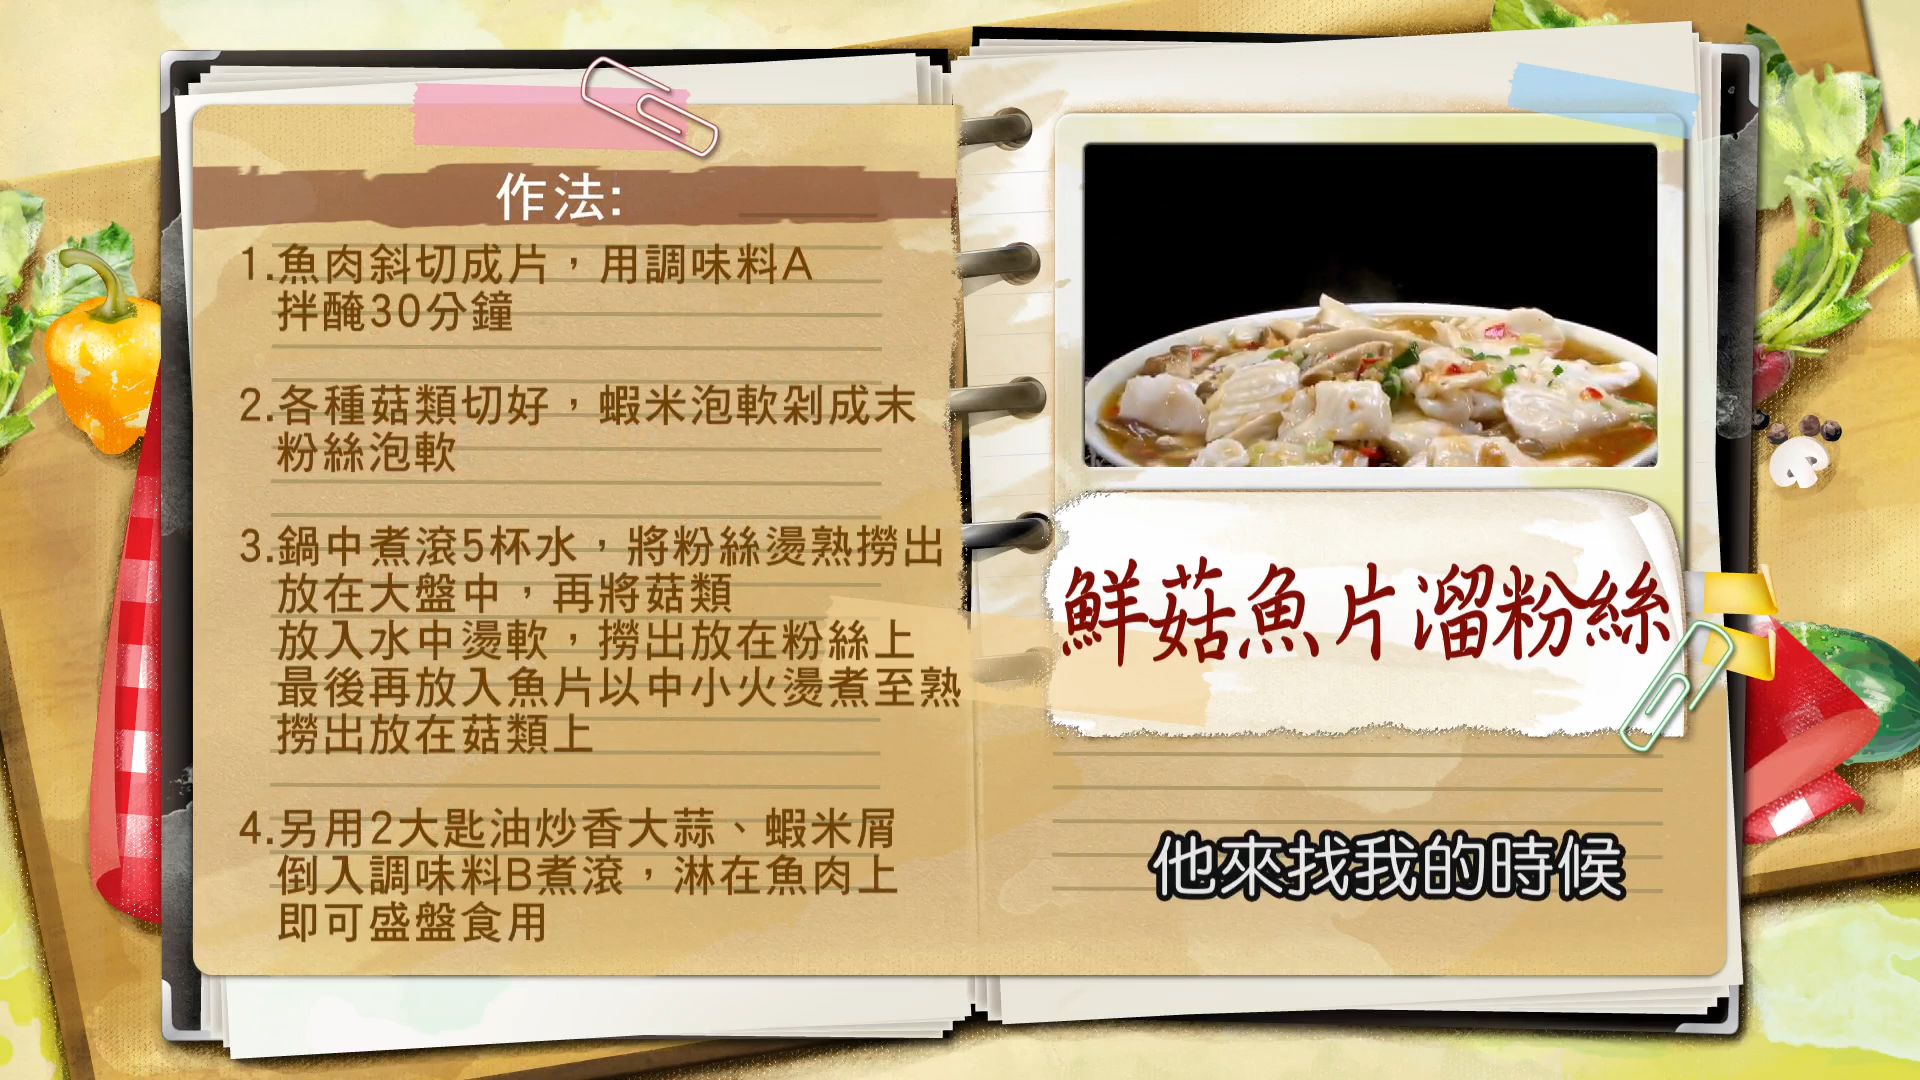 作法:
1.魚肉斜切成片，用調味料A
拌醃30分鐘
2.各種菇類切好，蝦米泡軟剁成末
粉絲泡軟
3.鍋中煮滾5杯水，將粉絲燙熟撈出
放在大盤中，再將菇類
放入水中燙軟，撈出放在粉絲上
最後再放入魚片以中小火燙煮至熟
撈出放在菇類上
4.另用2大匙油炒香大蒜、蝦米屑
倒入調味料B煮滾，淋在魚肉上
即可盛盤食用
鮮菇魚片溜粉絲
他來找我的時候